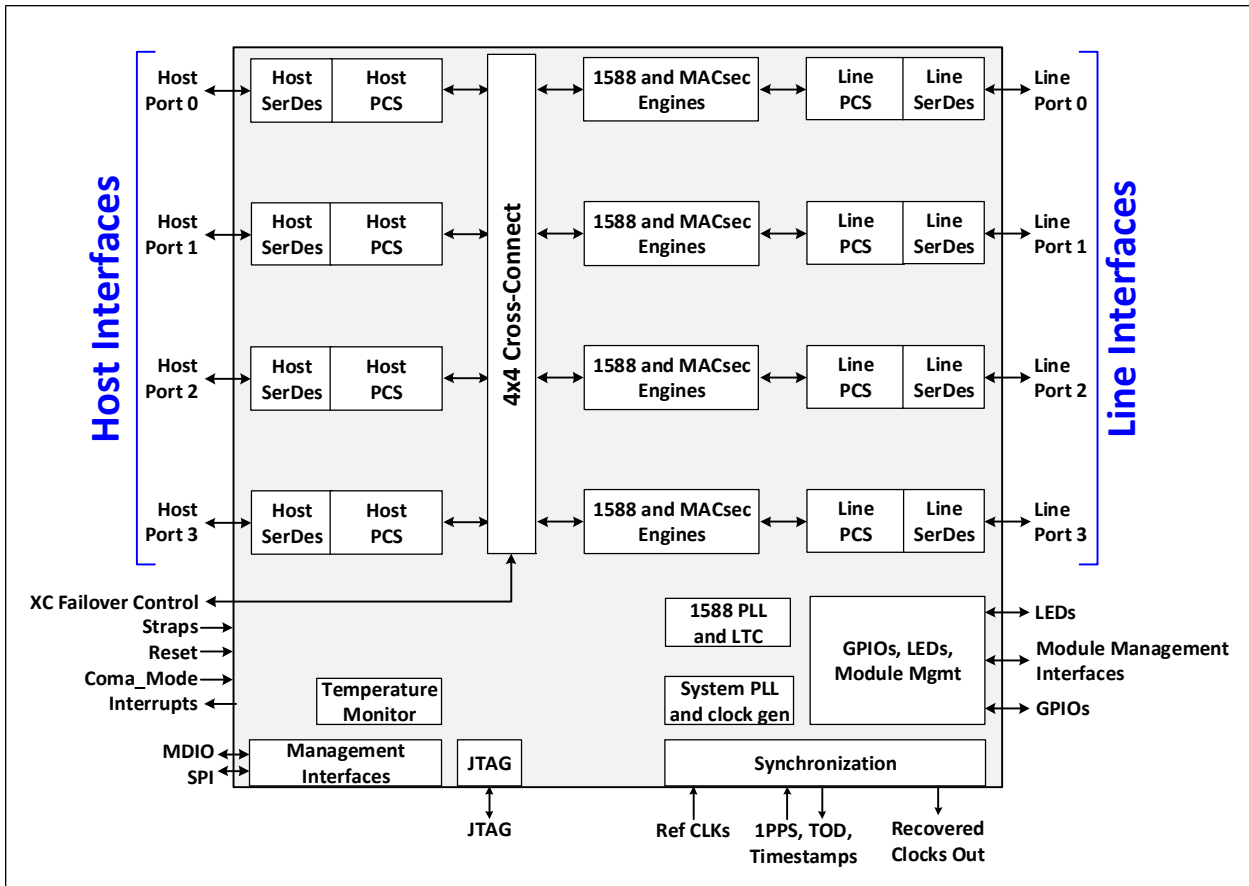 Host Interfaces
Line Interfaces
4x4 Cross-Connect
Host
Port 0
Host
SerDes
Host
PCS
1588 and MACsec
Engines
Line
PCS
Line
SerDes
Line
Port 0
Host
Port 1
Host
SerDes
Host
PCS
1588 and MACsec
Engines
Line
PCS
Line
SerDes
Line
Port 1
Host
Port 2
Host
SerDes
Host
PCS
1588 and MACsec
Engines
Line
PCS
Line
SerDes
Line
Port 2
Host
Port 3
Host
SerDes
Host
PCS
1588 and MACsec
Engines
Line
PCS
Line
SerDes
Line
Port 3
XC Failover Control
Straps
Reset
Coma_Mode
Interrupts
MDIO
SPI
Temperature
Monitor
Management
Interfaces
JTAG
JTAG
1588 PLL
and LTC
System PLL
and clock gen
GPIOs, LEDs,
Module Mgmt
LEDs
Module Management
Interfaces
GPIOs
Synchronization
Ref CLKs
1PPS, TOD,
Timestamps
Recovered
Clocks Out